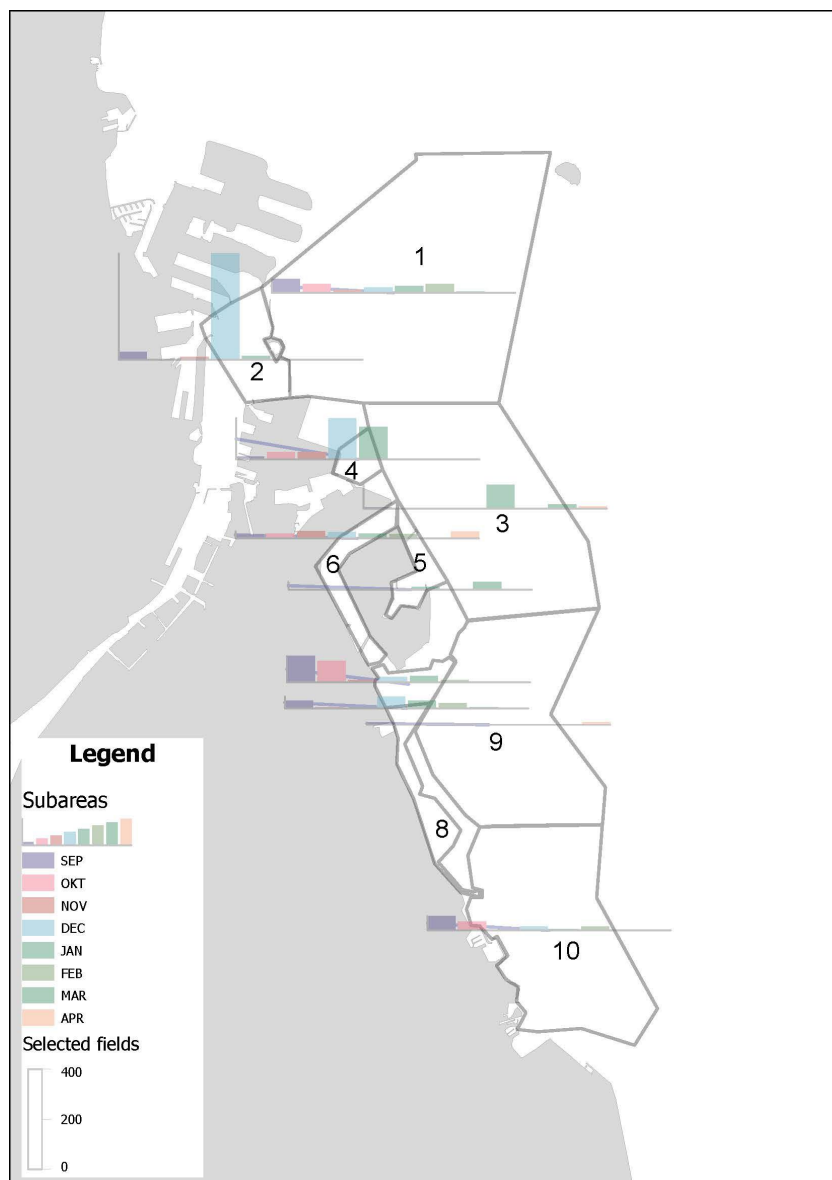 1
2
4
3
6
5
9
8
10
Legend
Subareas
SEP
OKT
NOV
DEC
JAN
FEB
MAR
APR
Selected fields
400
200
0